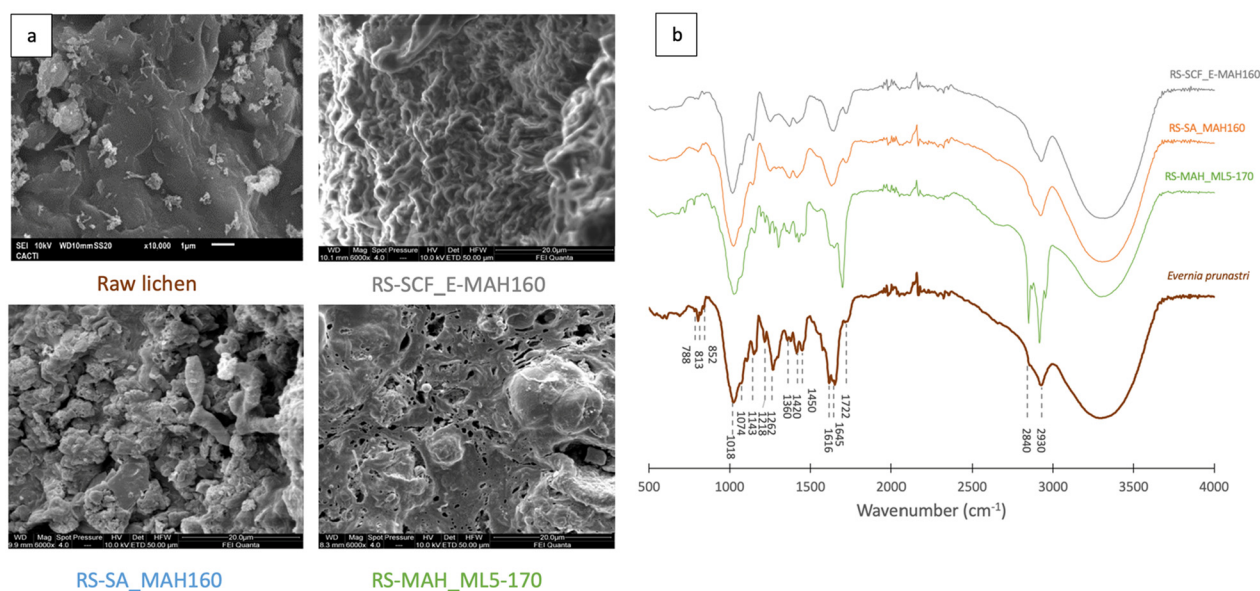 a
SEI 10kV WD10mmSS20 x10,000 1µm
CACTI
Raw lichen
WD Mag Spot Pressure HV Det HFW 20.0µm
10.1 mm 6000x 4.0 --- 10.0 kV ETD 50.00 µm FEI Quanta
RS-SCF_E-MAH160
WD Mag Spot Pressure HV Det HFW 20.0µm
9.9 mm 6000x 4.0 --- 10.0 kV ETD 50.00 µm FEI Quanta
RS-SA_MAH160
WD Mag Spot Pressure HV Det HFW 20.0µm
8.3 mm 6000x 4.0 --- 10.0 kV ETD 50.00 µm FEI Quanta
RS-MAH_ML5-170
b
RS-SCF_E-MAH160
RS-SA_MAH160
RS-MAH_ML5-170
Evernia prunastri
788
813
852
1018
1074
1143
1218
1262
1360
1420
1450
1616
1645
1722
2840
2930
500 1000 1500 2000 2500 3000 3500 4000
Wavenumber (cm⁻¹)